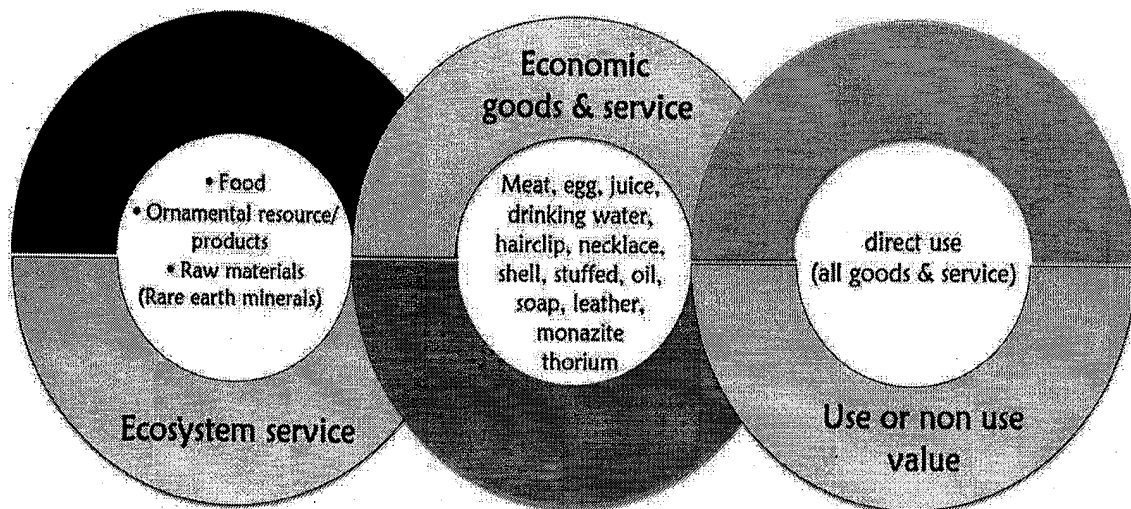 • Food
• Ornamental resource/
products
• Raw materials
(Rare earth minerals)
Ecosystem service
Economic
goods & service
Meat, egg, juice,
drinking water,
hairclip, necklace,
shell, stuffed, oil,
soap, leather,
monazite
thorium
direct use
(all goods & service)
Use or non use
value